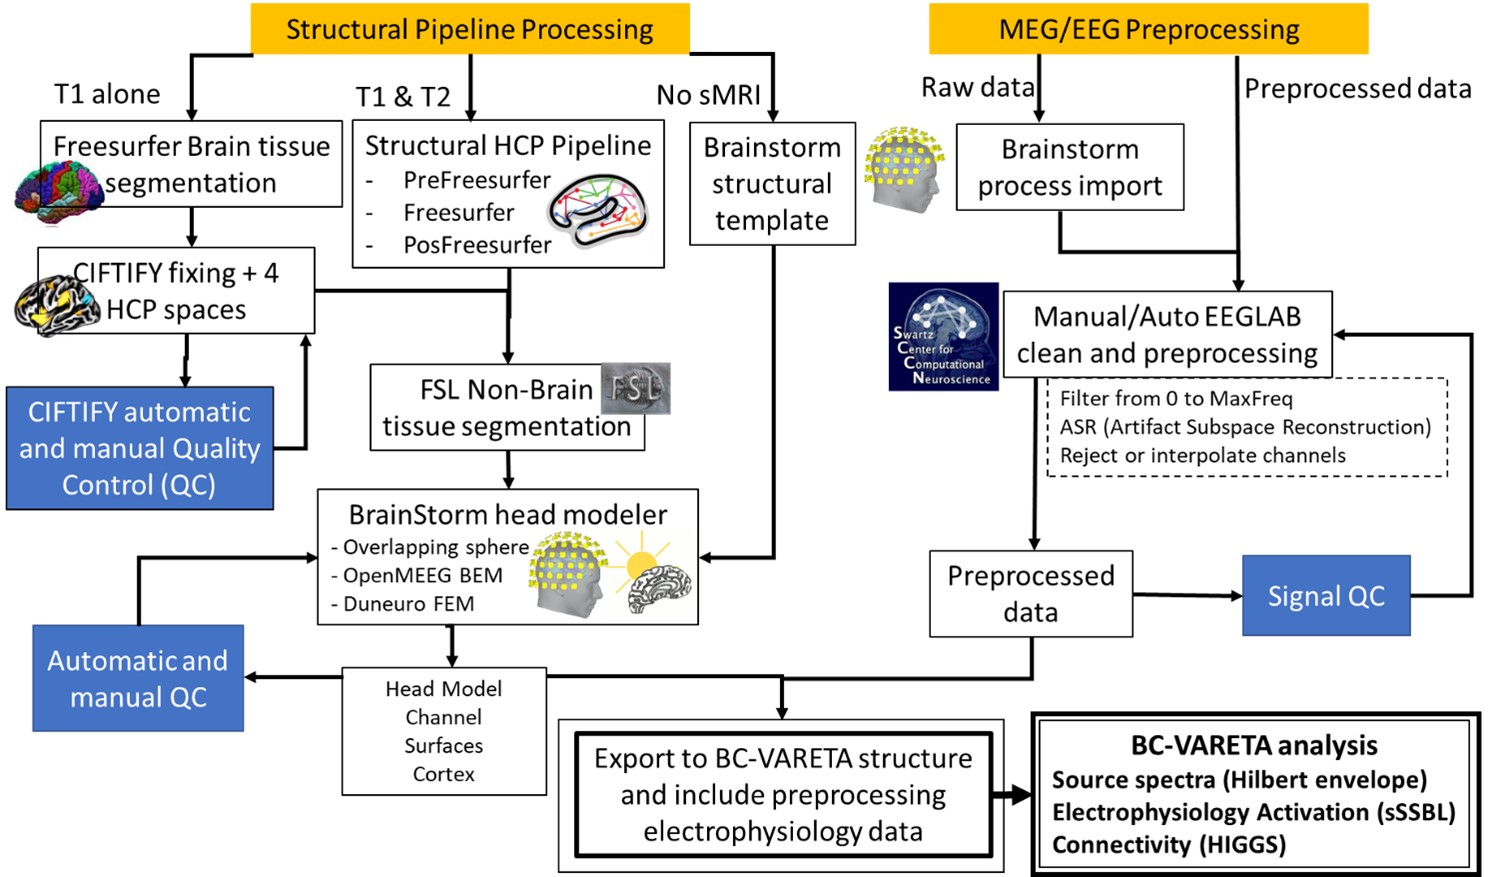 Structural Pipeline Processing
T1 alone
T1 & T2
No sMRI
Freesurfer Brain tissue
segmentation
Structural HCP Pipeline
- PreFreesurfer
- Freesurfer
- PosFreesurfer
Brainstorm
structural
template
CIFTIFY fixing + 4
HCP spaces
CIFTIFY automatic
and manual Quality
Control (QC)
FSL Non-Brain
tissue segmentation
FSL
BrainStorm head modeler
- Overlapping sphere
- OpenMEEG BEM
- Duneuro FEM
Automatic and
manual QC
Head Model
Channel
Surfaces
Cortex
MEG/EEG Preprocessing
Raw data
Preprocessed data
Brainstorm
process import
Swartz
Center for
Computational
Neuroscience
Manual/Auto EEGLAB
clean and preprocessing
Filter from 0 to MaxFreq
ASR (Artifact Subspace Reconstruction)
Reject or interpolate channels
Preprocessed
data
Signal QC
Export to BC-VARETA structure
and include preprocessing
electrophysiology data
BC-VARETA analysis
Source spectra (Hilbert envelope)
Electrophysiology Activation (sSSBL)
Connectivity (HIGGS)